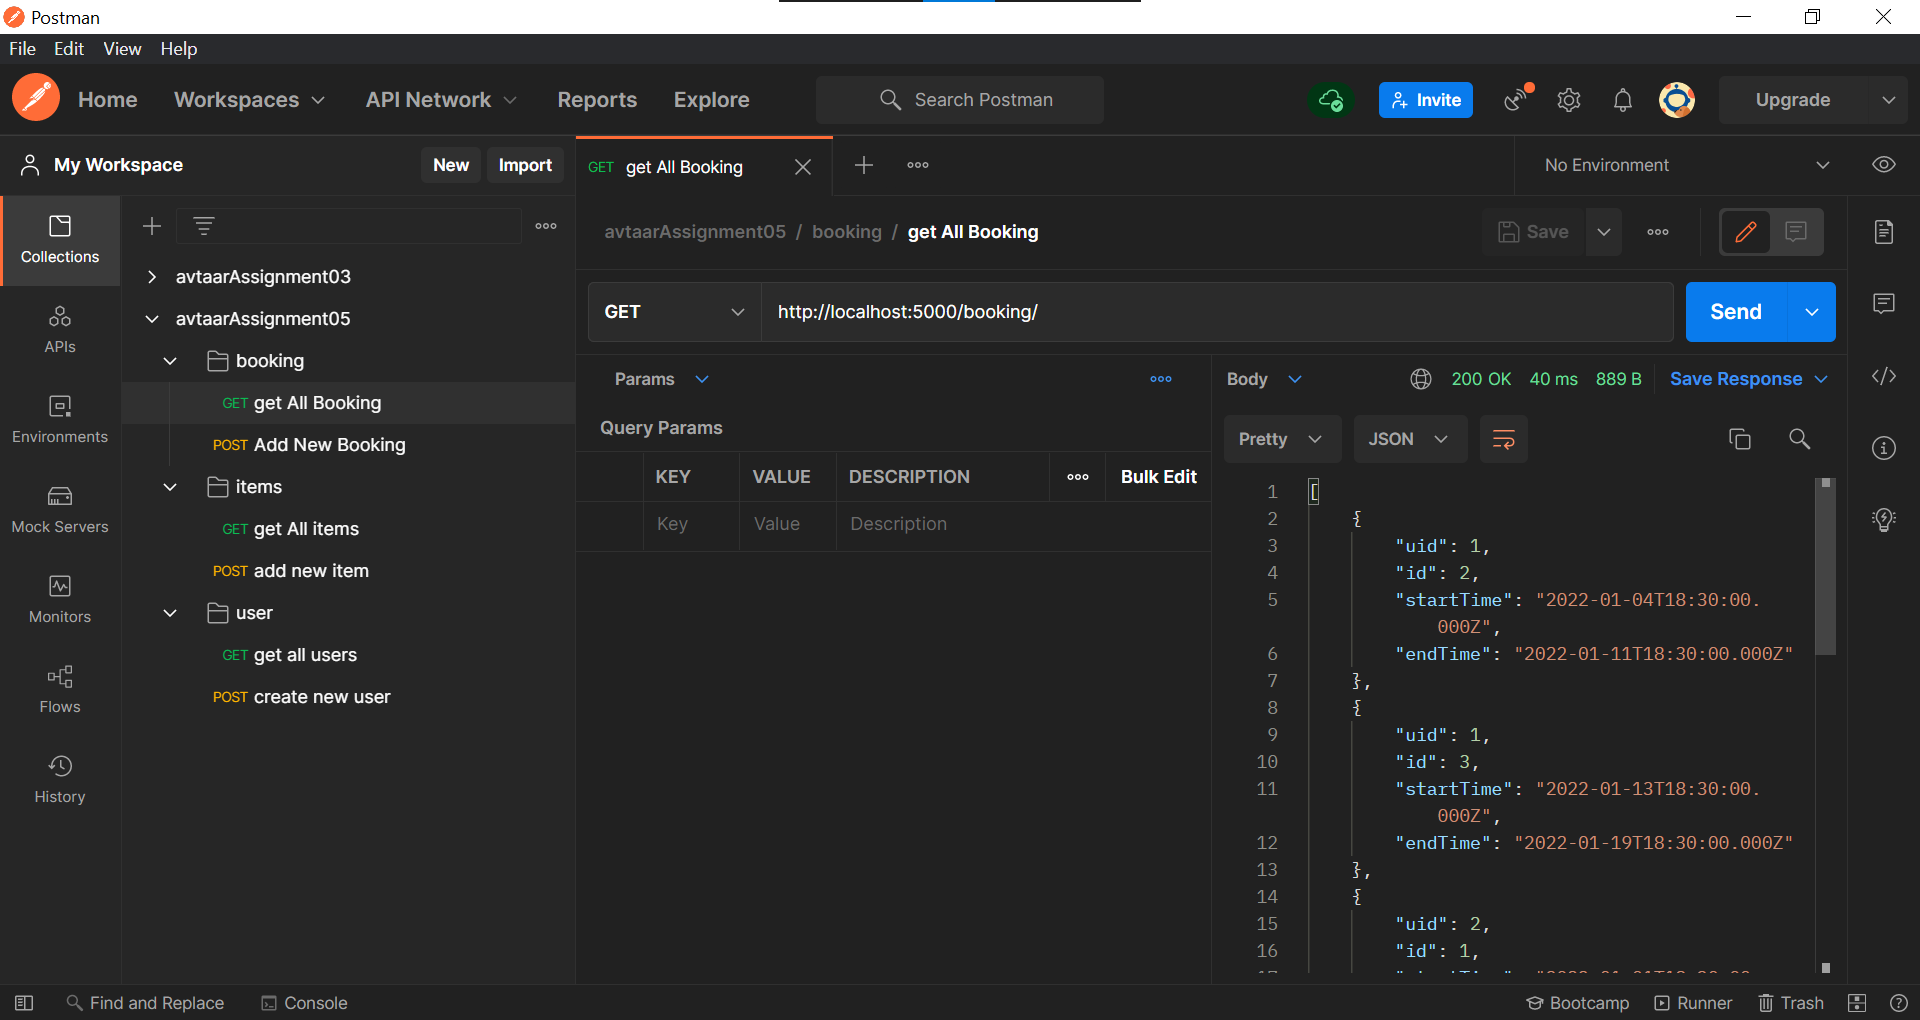 Postman
File Edit View Help
Home Workspaces API Network Reports Explore Search Postman Invite Upgrade
My Workspace New Import
GET get All Booking
No Environment
Collections
APIs
Environments
Mock Servers
Monitors
Flows
History
avtaarAssignment03
avtaarAssignment05
booking
GET get All Booking
POST Add New Booking
items
GET get All items
POST add new item
user
GET get all users
POST create new user
avtaarAssignment05 / booking / get All Booking
Save
GET http://localhost:5000/booking/ Send
Params
Query Params
KEY VALUE DESCRIPTION Bulk Edit
Key Value Description
Body 200 OK 40 ms 889 B Save Response
Pretty JSON
1 [
2 {
3 "uid": 1,
4 "id": 2,
5 "startTime": "2022-01-04T18:30:00.
000Z",
6 "endTime": "2022-01-11T18:30:00.000Z"
7 },
8 {
9 "uid": 1,
10 "id": 3,
11 "startTime": "2022-01-13T18:30:00.
000Z",
12 "endTime": "2022-01-19T18:30:00.000Z"
13 },
14 {
15 "uid": 2,
16 "id": 1,
Find and Replace Console Bootcamp Runner Trash